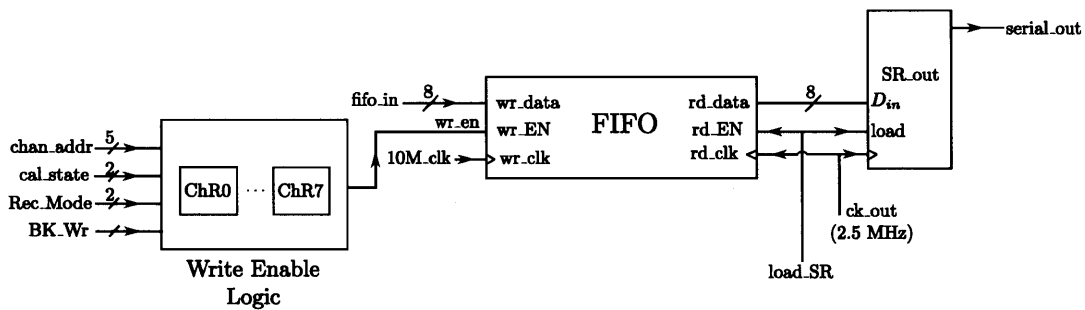 serial_out
SR_out
fifo_in
8
wr_data
rd_data
8
D_in
wr_en
wr_EN
FIFO
rd_EN
load
10M_clk
wr_clk
rd_clk
chan_addr
5
cal_state
2
Rec_Mode
2
BK_Wr
ChR0
...
ChR7
ck_out
(2.5 MHz)
load_SR
Write Enable
Logic